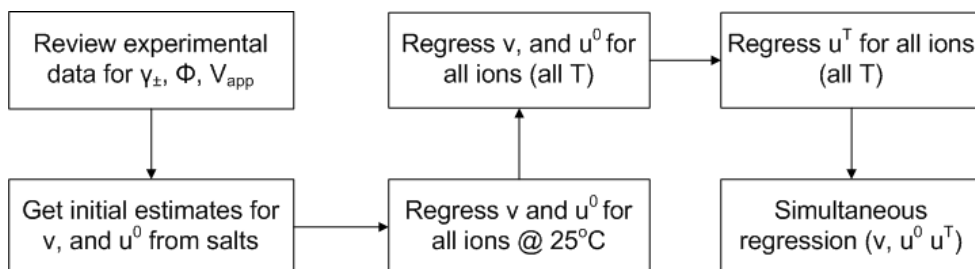 Review experimental
data for γ±, Φ, Vapp
Get initial estimates for
v, and u⁰ from salts
Regress v and u⁰ for
all ions @ 25°C
Regress v, and u⁰ for
all ions (all T)
Regress uᵀ for all ions
(all T)
Simultaneous
regression (v, u⁰ uᵀ)